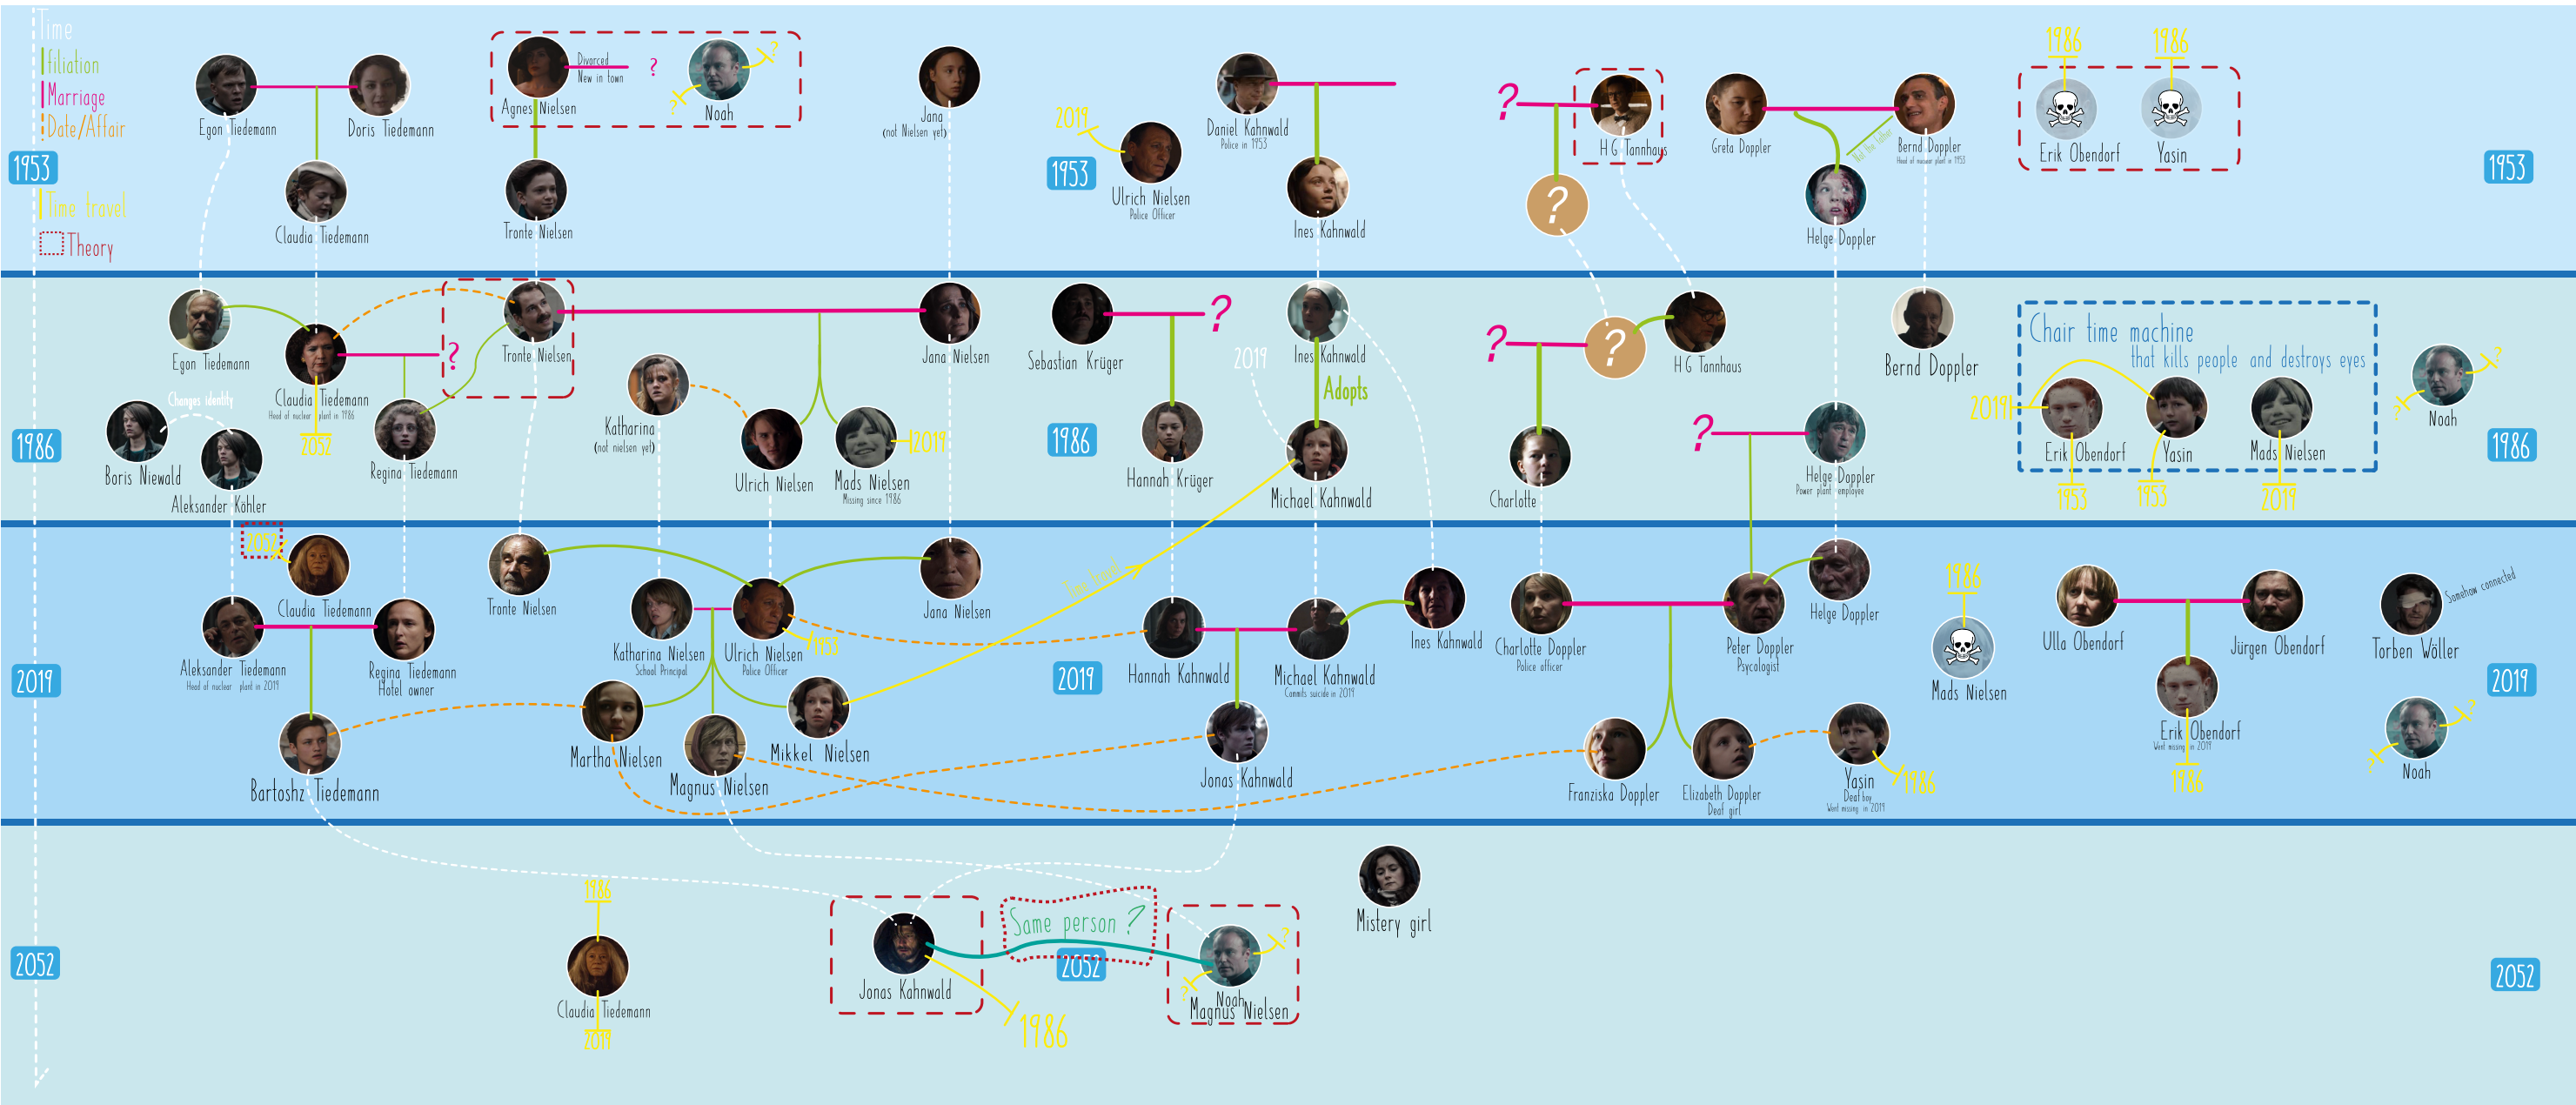 Time
filiation
Marriage
Date/Affair
Time travel
Theory
1953
Egon Tiedemann
Doris Tiedemann
Claudia Tiedemann
Agnes Nielsen
Divorced
New in town
?
?
?
Noah
Tronte Nielsen
Jana
(not Nielsen yet)
2019
1953
Ulrich Nielsen
Police Officer
Daniel Kahnwald
Police in 1953
Ines Kahnwald
?
?
H G Tannhaus
Greta Doppler
Not the father
Bernd Doppler
Head of nuclear plant in 1953
Helge Doppler
1986
1986
Erik Obendorf
Yasin
1953
1986
Egon Tiedemann
Changes identity
Boris Niewald
Aleksander Köhler
Claudia Tiedemann
Head of nuclear plant in 1986
2052
?
Regina Tiedemann
Tronte Nielsen
Katharina
(not nielsen yet)
Ulrich Nielsen
Mads Nielsen
Missing since 1986
2019
Jana Nielsen
Sebastian Krüger
?
1986
Hannah Krüger
2019
Ines Kahnwald
Adopts
Michael Kahnwald
?
?
H G Tannhaus
Charlotte
?
Helge Doppler
Power plant employee
Bernd Doppler
Chair time machine
that kills people and destroys eyes
2019
Erik Obendorf
Yasin
Mads Nielsen
1953
1953
2019
?
?
Noah
1986
2019
2052
Claudia Tiedemann
Aleksander Tiedemann
Head of nuclear plant in 2019
Regina Tiedemann
Hotel owner
Bartoshz Tiedemann
Tronte Nielsen
Katharina Nielsen
School Principal
Ulrich Nielsen
Police Officer
1953
Jana Nielsen
Martha Nielsen
Magnus Nielsen
Mikkel Nielsen
Time travel
2019
Hannah Kahnwald
Michael Kahnwald
Commits suicide in 2019
Ines Kahnwald
Jonas Kahnwald
Charlotte Doppler
Police officer
Peter Doppler
Psycologist
Helge Doppler
Franziska Doppler
Elizabeth Doppler
Deaf girl
Yasin
Deaf boy
Went missing in 2019
1986
1986
Mads Nielsen
Ulla Obendorf
Jürgen Obendorf
Erik Obendorf
Went missing in 2019
1986
Torben Wöller
Somehow connected
?
?
Noah
2019
2052
1986
Claudia Tiedemann
2019
Jonas Kahnwald
1986
Same person ?
2052
?
?
Noah
Magnus Nielsen
Mistery girl
2052